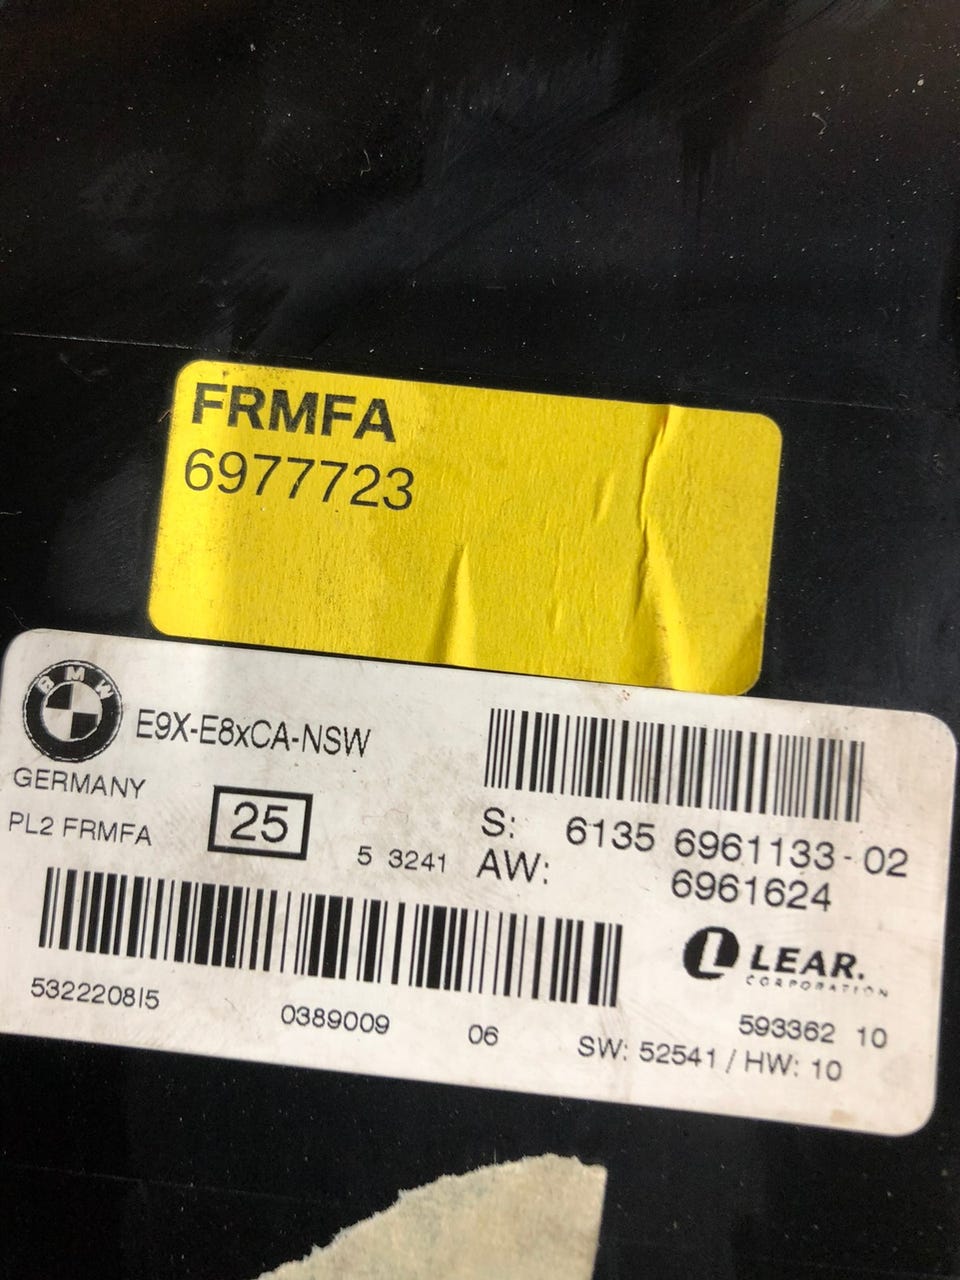 FRMFA
6977723
BMW
E9X-E8xCA-NSW
GERMANY
PL2 FRMFA
25
5 3241
S: 6135 6961133-02
AW: 6961624
LEAR.
CORPORATION
532220815
0389009
06
593362 10
SW: 52541 / HW: 10